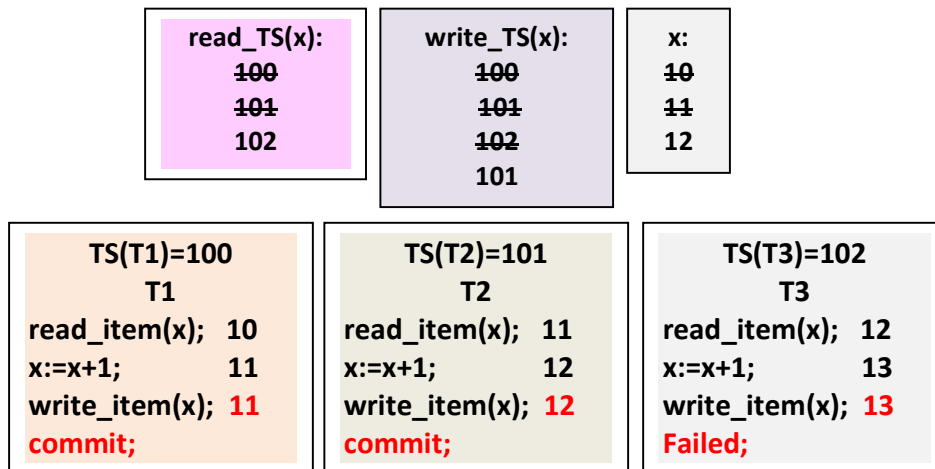 read_TS(x):
100
101
102
write_TS(x):
100
101
102
101
x:
10
11
12
TS(T1)=100
T1
read_item(x); 10
x:=x+1; 11
write_item(x); 11
commit;
TS(T2)=101
T2
read_item(x); 11
x:=x+1; 12
write_item(x); 12
commit;
TS(T3)=102
T3
read_item(x); 12
x:=x+1; 13
write_item(x); 13
Failed;